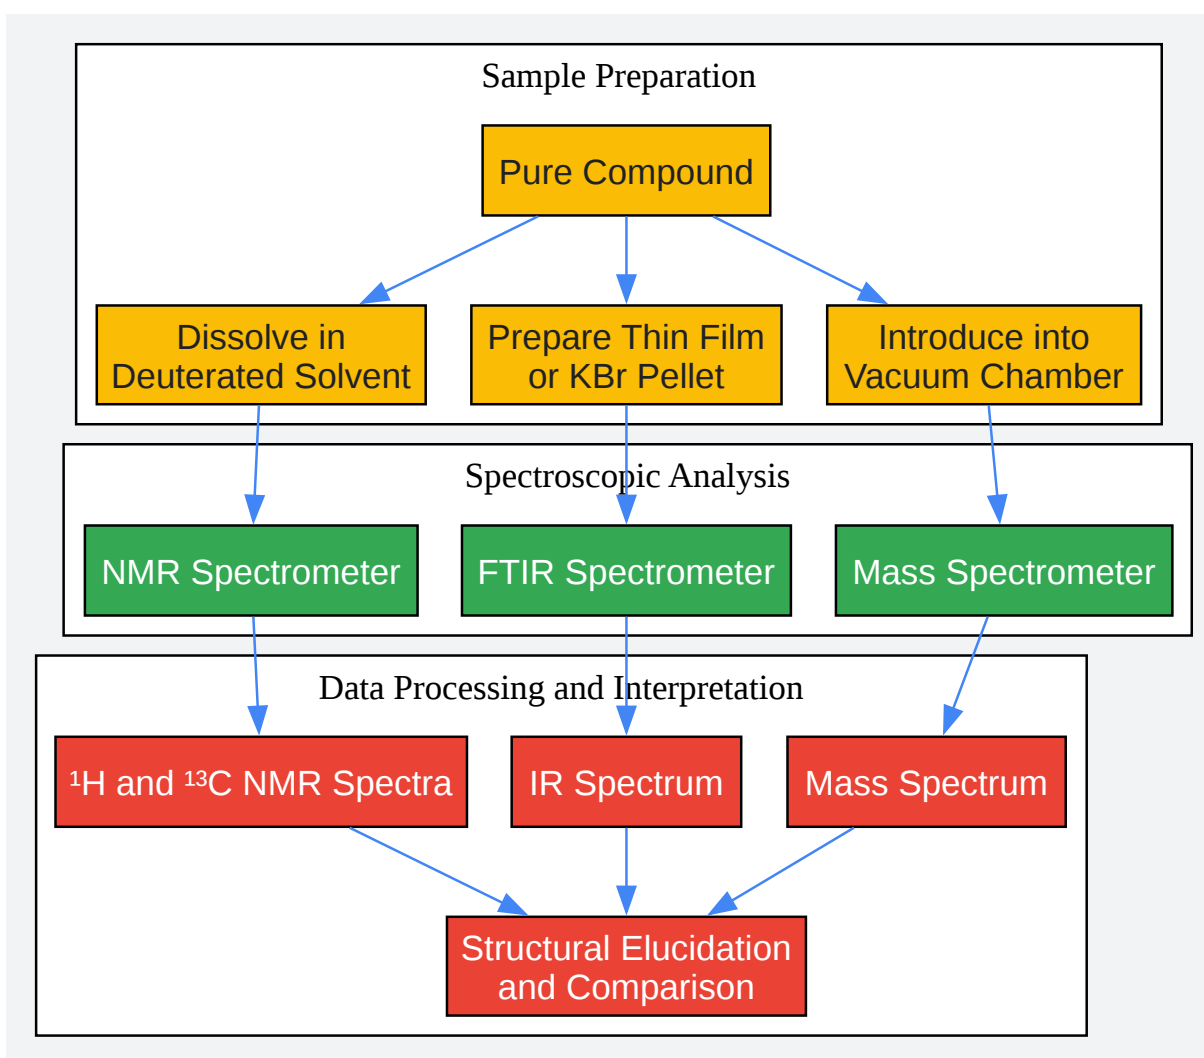 Sample Preparation
Pure Compound
Dissolve in
Deuterated Solvent
Prepare Thin Film
or KBr Pellet
Introduce into
Vacuum Chamber
Spectroscopic Analysis
NMR Spectrometer
FTIR Spectrometer
Mass Spectrometer
Data Processing and Interpretation
¹H and ¹³C NMR Spectra
IR Spectrum
Mass Spectrum
Structural Elucidation
and Comparison